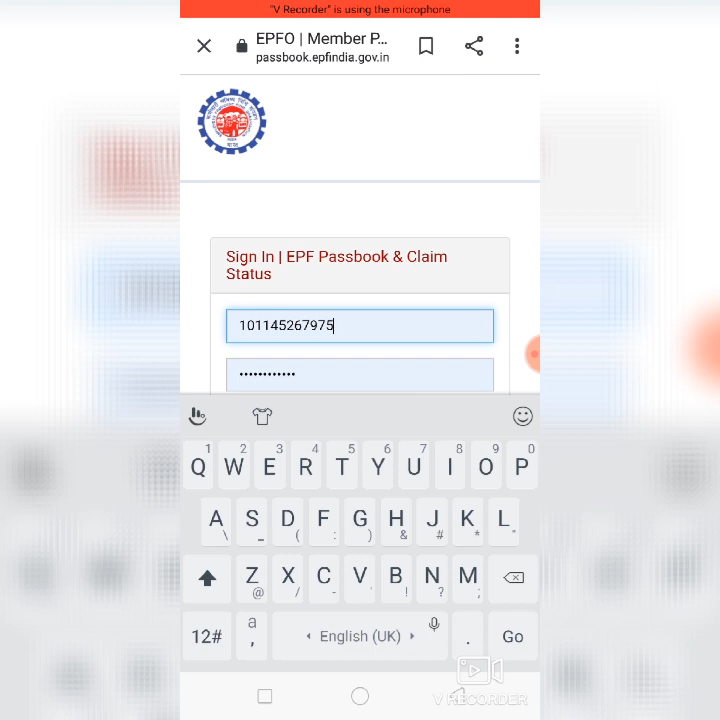 "V Recorder" is using the microphone
EPFO | Member P...
passbook.epfindia.gov.in
Sign In | EPF Passbook & Claim
Status
101145267975
••••••••••••
1 2 3 4 5 6 7 8 9 0
Q W E R T Y U I O P
A S D F G H J K L
\ _ ( : ) & # * "
Z X C V B N M
@ / - ' ! ? ;
12# a , English (UK) . Go
V RECORDER